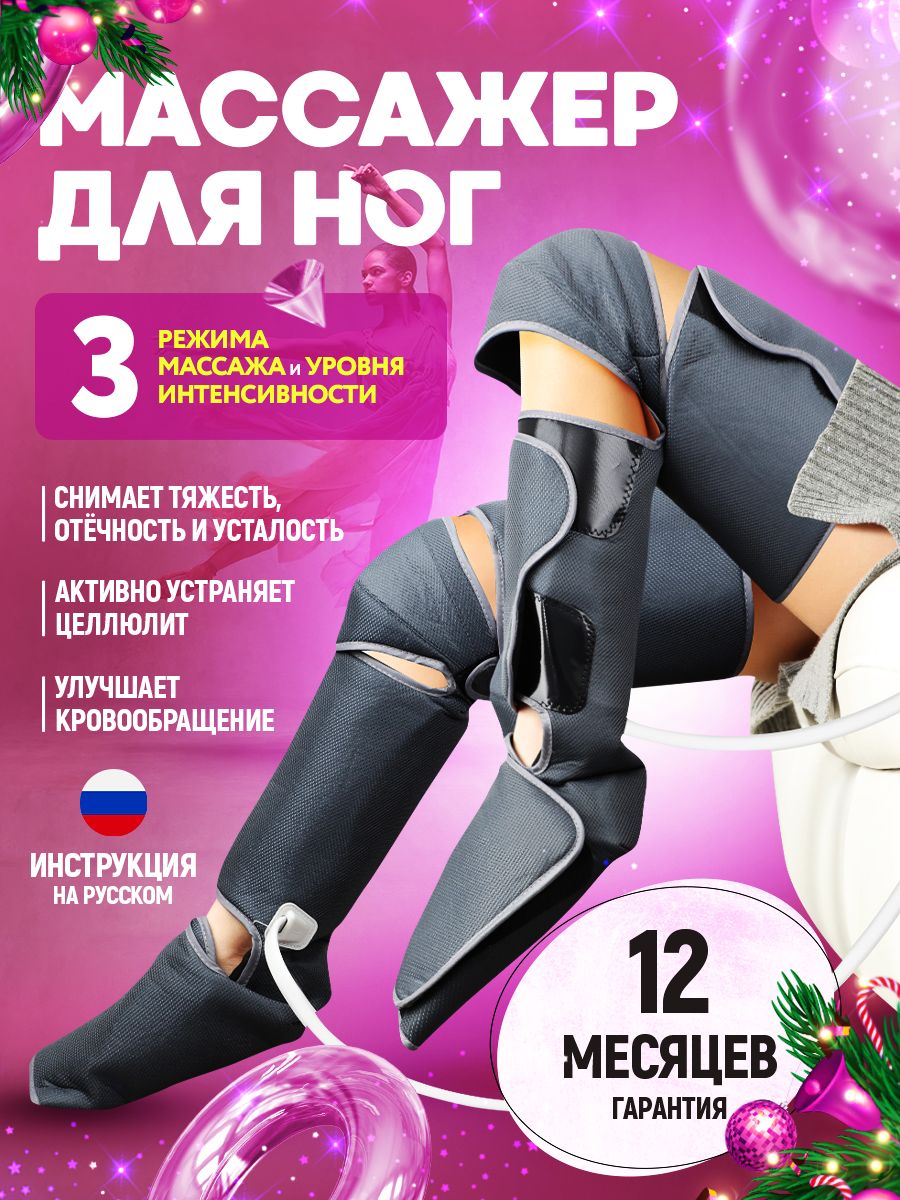 МАССАЖЕР
ДЛЯ НОГ
3
РЕЖИМА
МАССАЖА и УРОВНЯ
ИНТЕНСИВНОСТИ
СНИМАЕТ ТЯЖЕСТЬ,
ОТЁЧНОСТЬ И УСТАЛОСТЬ
АКТИВНО УСТРАНЯЕТ
ЦЕЛЛЮЛИТ
УЛУЧШАЕТ
КРОВООБРАЩЕНИЕ
ИНСТРУКЦИЯ
НА РУССКОМ
12
МЕСЯЦЕВ
ГАРАНТИЯ